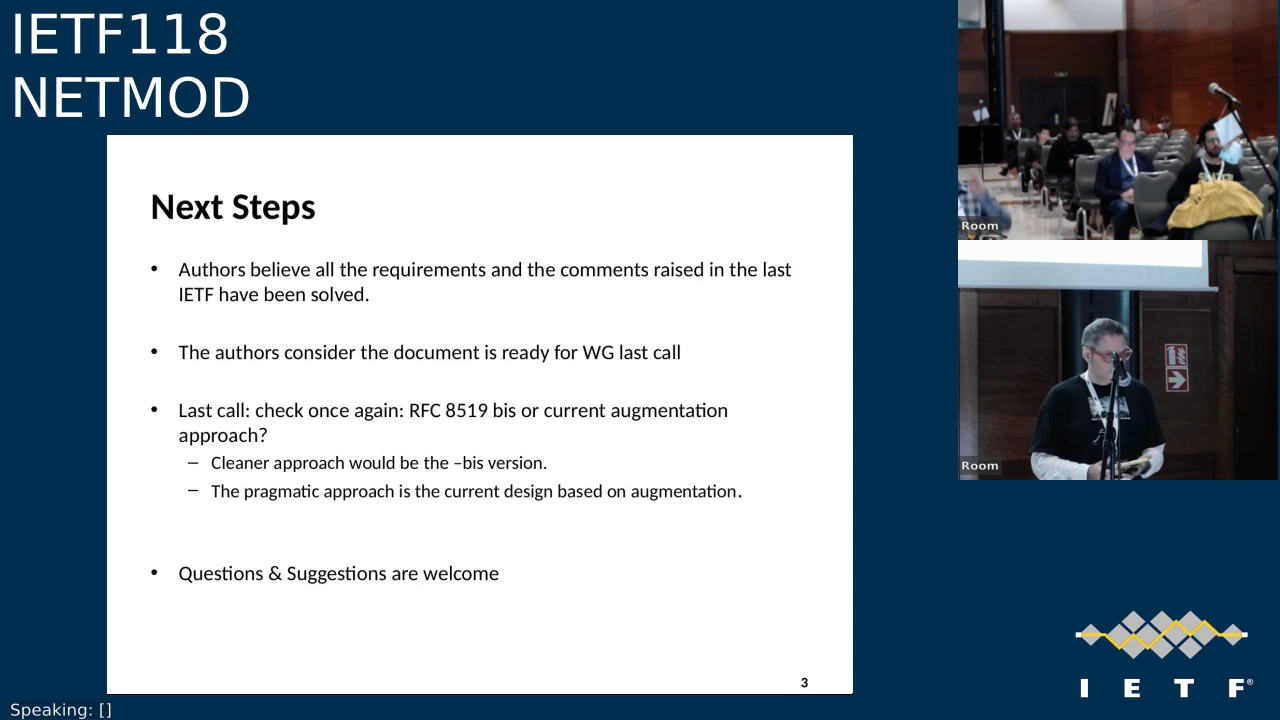 IETF118
NETMOD
Next Steps
• Authors believe all the requirements and the comments raised in the last
IETF have been solved.
• The authors consider the document is ready for WG last call
• Last call: check once again: RFC 8519 bis or current augmentation
approach?
– Cleaner approach would be the –bis version.
– The pragmatic approach is the current design based on augmentation.
• Questions & Suggestions are welcome
3
Room
Room
I E T F®
Speaking: []